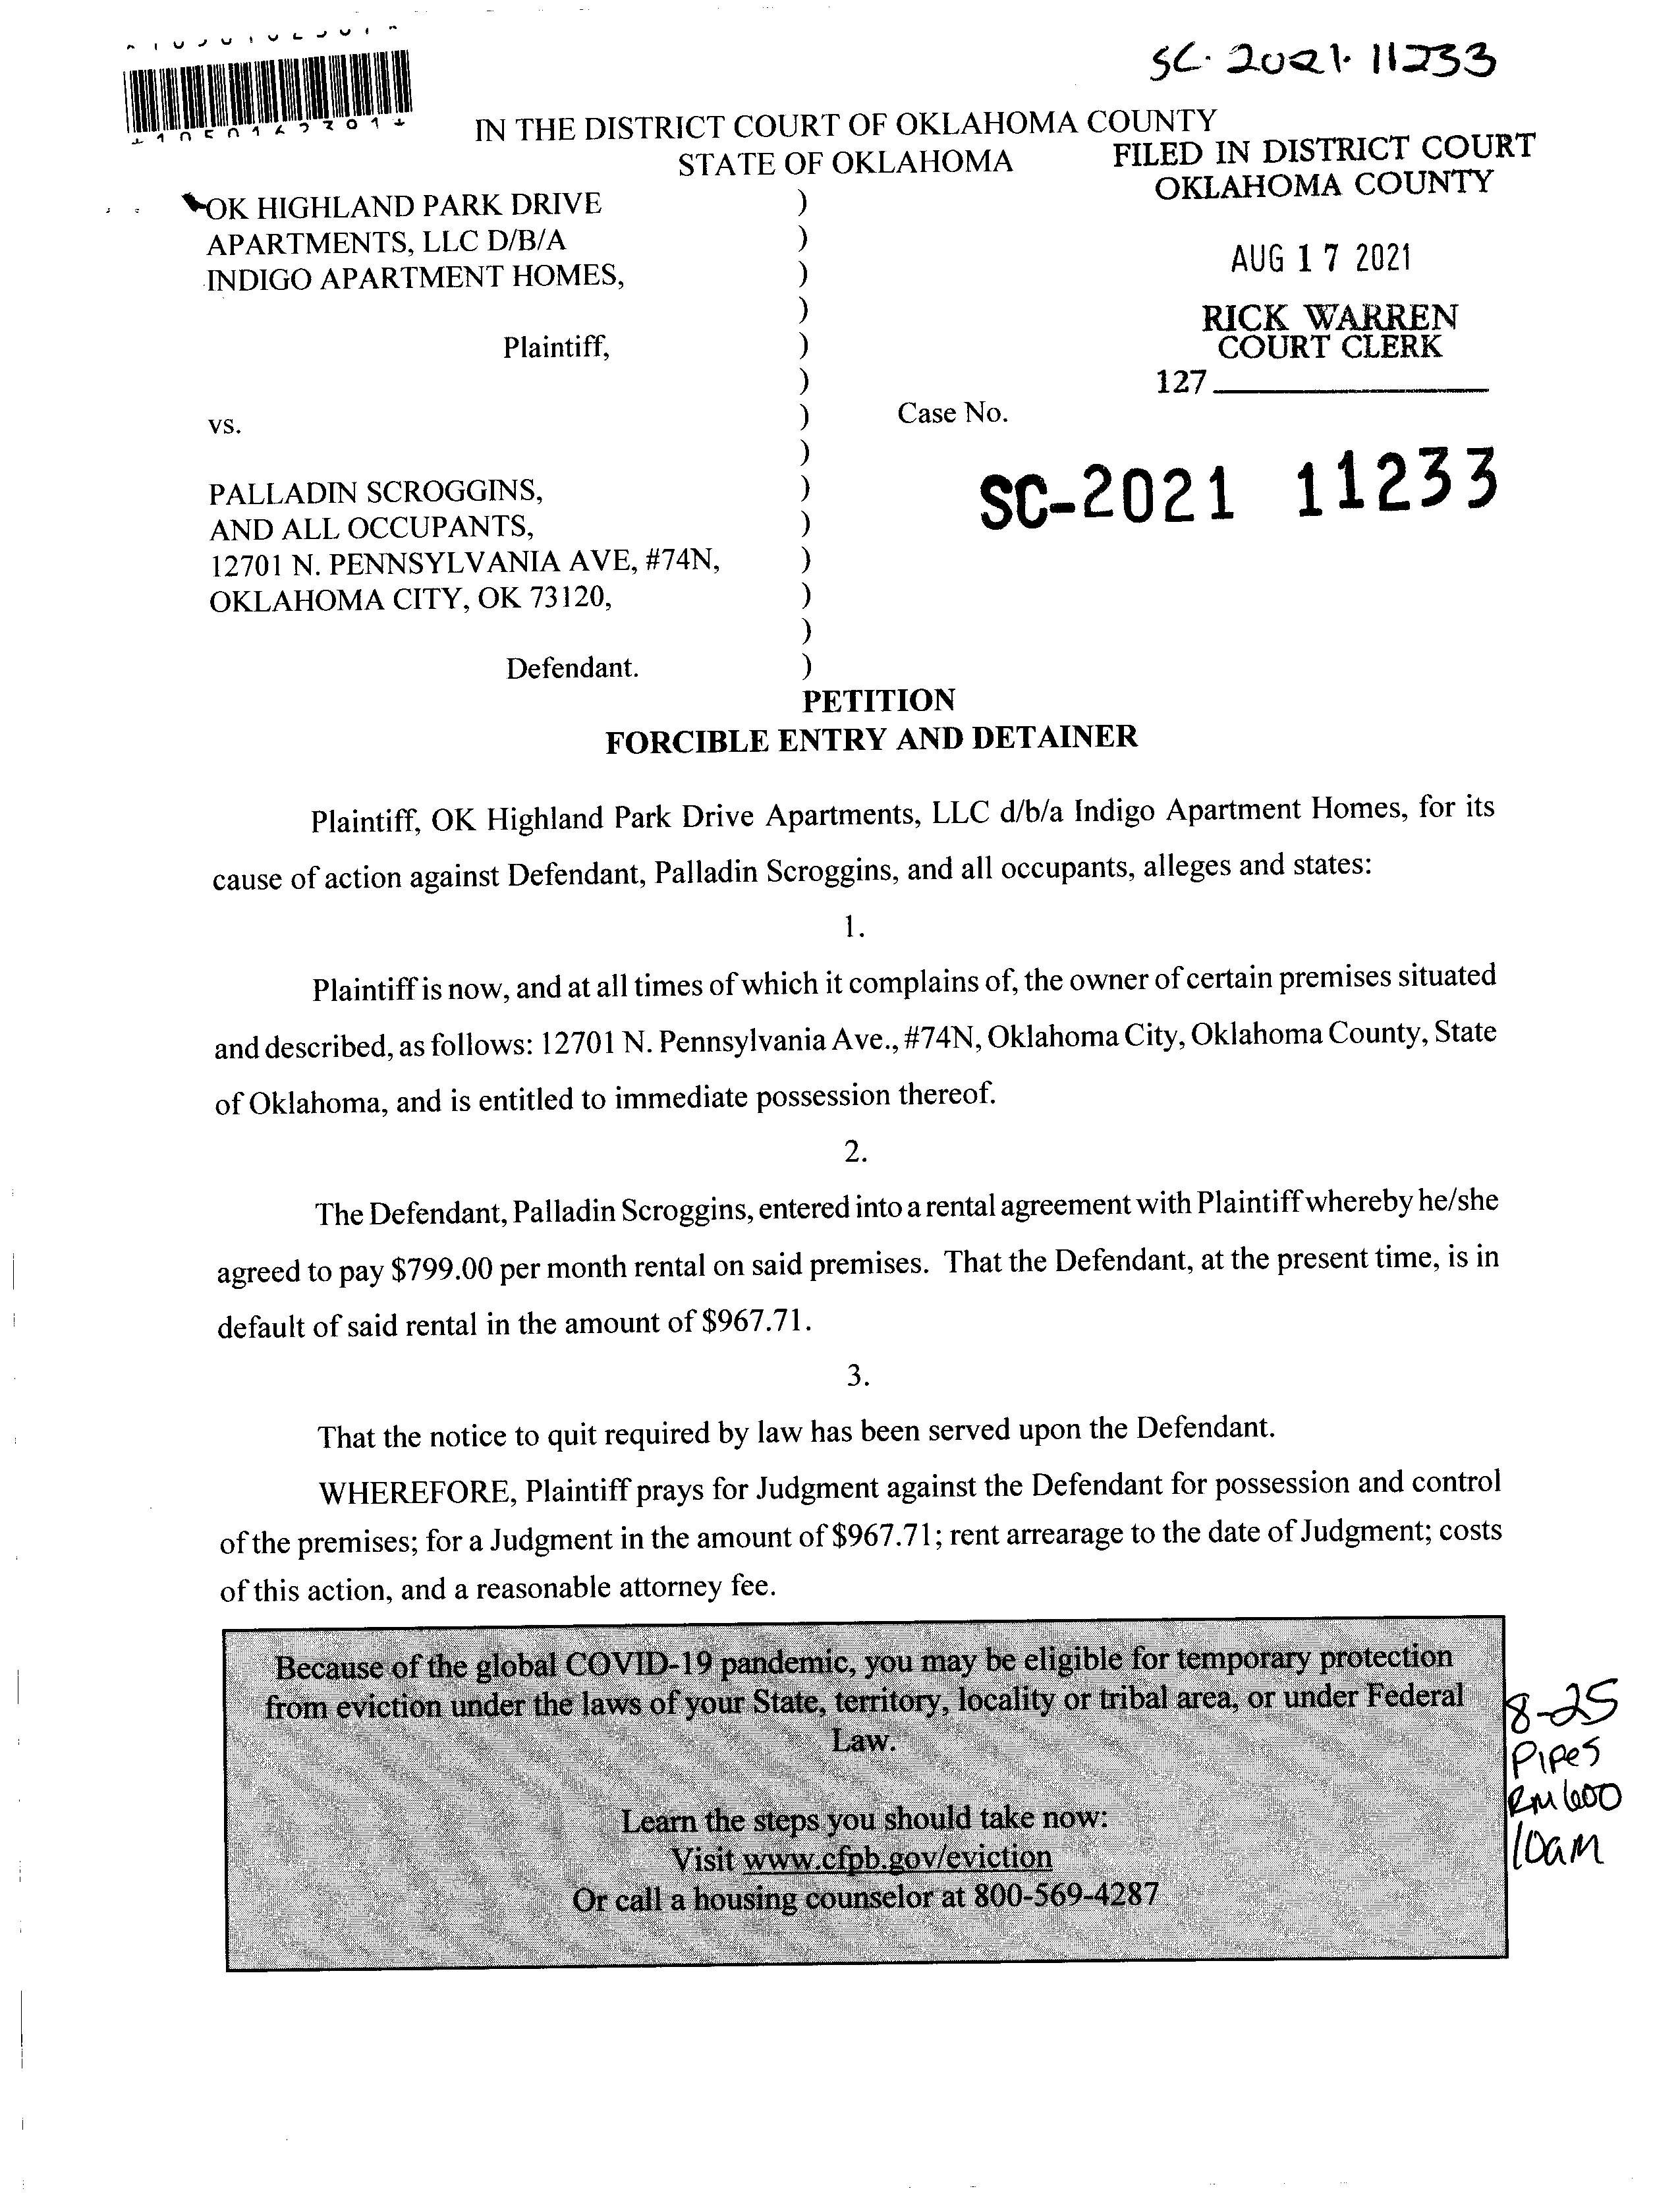 SC. 2021. 11233
IN THE DISTRICT COURT OF OKLAHOMA COUNTY
STATE OF OKLAHOMA
FILED IN DISTRICT COURT
OKLAHOMA COUNTY
OK HIGHLAND PARK DRIVE )
APARTMENTS, LLC D/B/A )
INDIGO APARTMENT HOMES, )
)
Plaintiff, )
)
vs. )
)
PALLADIN SCROGGINS, )
AND ALL OCCUPANTS, )
12701 N. PENNSYLVANIA AVE, #74N, )
OKLAHOMA CITY, OK 73120, )
)
Defendant. )
AUG 17 2021
RICK WARREN
COURT CLERK
127
Case No.
SC-2021 11233
PETITION
FORCIBLE ENTRY AND DETAINER
Plaintiff, OK Highland Park Drive Apartments, LLC d/b/a Indigo Apartment Homes, for its
cause of action against Defendant, Palladin Scroggins, and all occupants, alleges and states:
1.
Plaintiff is now, and at all times of which it complains of, the owner of certain premises situated
and described, as follows: 12701 N. Pennsylvania Ave., #74N, Oklahoma City, Oklahoma County, State
of Oklahoma, and is entitled to immediate possession thereof.
2.
The Defendant, Palladin Scroggins, entered into a rental agreement with Plaintiff whereby he/she
agreed to pay $799.00 per month rental on said premises. That the Defendant, at the present time, is in
default of said rental in the amount of $967.71.
3.
That the notice to quit required by law has been served upon the Defendant.
WHEREFORE, Plaintiff prays for Judgment against the Defendant for possession and control
of the premises; for a Judgment in the amount of $967.71; rent arrearage to the date of Judgment; costs
of this action, and a reasonable attorney fee.
Because of the global COVID-19 pandemic, you may be eligible for temporary protection
from eviction under the laws of your State, territory, locality or tribal area, or under Federal
Law.
Learn the steps you should take now:
Visit www.cfpb.gov/eviction
Or call a housing counselor at 800-569-4287
8-25
Pipes
Rm 600
10am